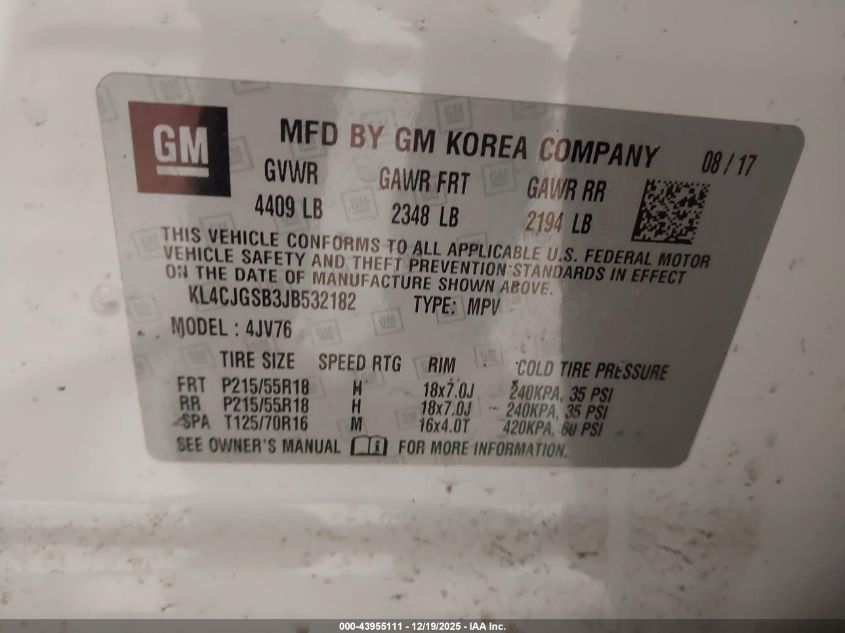 GM
MFD BY GM KOREA COMPANY 08 / 17
GVWR GAWR FRT GAWR RR
4409 LB 2348 LB 2194 LB
THIS VEHICLE CONFORMS TO ALL APPLICABLE U.S. FEDERAL MOTOR
VEHICLE SAFETY AND THEFT PREVENTION STANDARDS IN EFFECT
ON THE DATE OF MANUFACTURE SHOWN ABOVE.
KL4CJGSB3JB532182 TYPE: MPV
MODEL : 4JV76
TIRE SIZE SPEED RTG RIM COLD TIRE PRESSURE
FRT P215/55R18 H 18x7.0J 240KPA, 35 PSI
RR P215/55R18 H 18x7.0J 240KPA, 35 PSI
SPA T125/70R16 M 16x4.0T 420KPA, 60 PSI
SEE OWNER'S MANUAL FOR MORE INFORMATION.
000-43955111 - 12/19/2025 - IAA Inc.